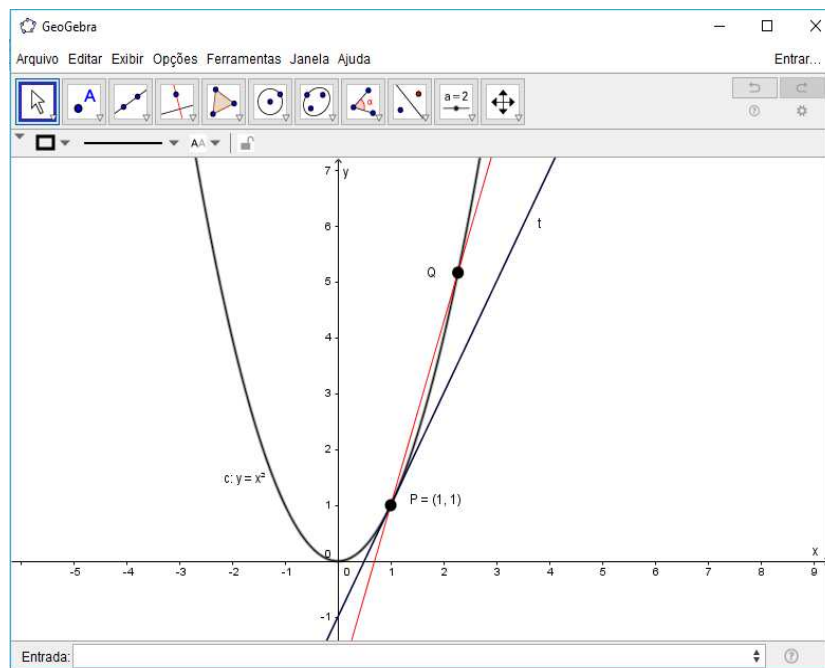 GeoGebra
Arquivo Editar Exibir Opções Ferramentas Janela Ajuda
Entrar...
A
α
a=2
AA
7
y
6
t
5
Q
4
3
2
c: y = x²
1
P = (1, 1)
0
x
-5 -4 -3 -2 -1 0 1 2 3 4 5 6 7 8 9
-1
Entrada: